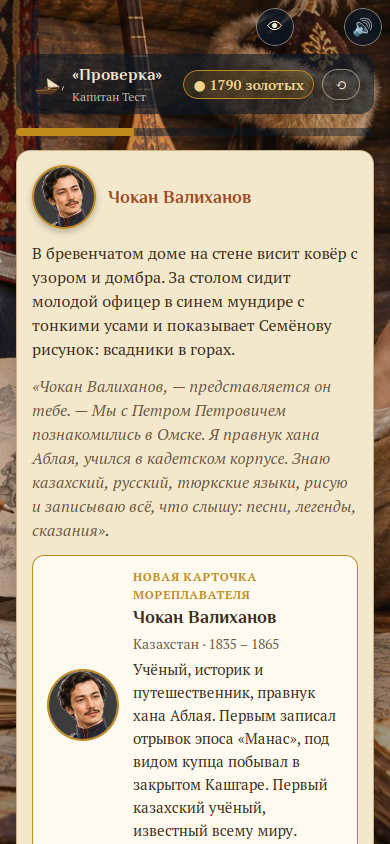 «Проверка»
Капитан Тест
1790 золотых
Чокан Валиханов
В бревенчатом доме на стене висит ковёр с
узором и домбра. За столом сидит
молодой офицер в синем мундире с
тонкими усами и показывает Семёнову
рисунок: всадники в горах.
«Чокан Валиханов, — представляется он
тебе. — Мы с Петром Петровичем
познакомились в Омске. Я правнук хана
Аблая, учился в кадетском корпусе. Знаю
казахский, русский, тюркские языки, рисую
и записываю всё, что слышу: песни, легенды,
сказания».
НОВАЯ КАРТОЧКА
МОРЕПЛАВАТЕЛЯ
Чокан Валиханов
Казахстан · 1835 – 1865
Учёный, историк и
путешественник, правнук
хана Аблая. Первым записал
отрывок эпоса «Манас», под
видом купца побывал в
закрытом Кашгаре. Первый
казахский учёный,
известный всему миру.